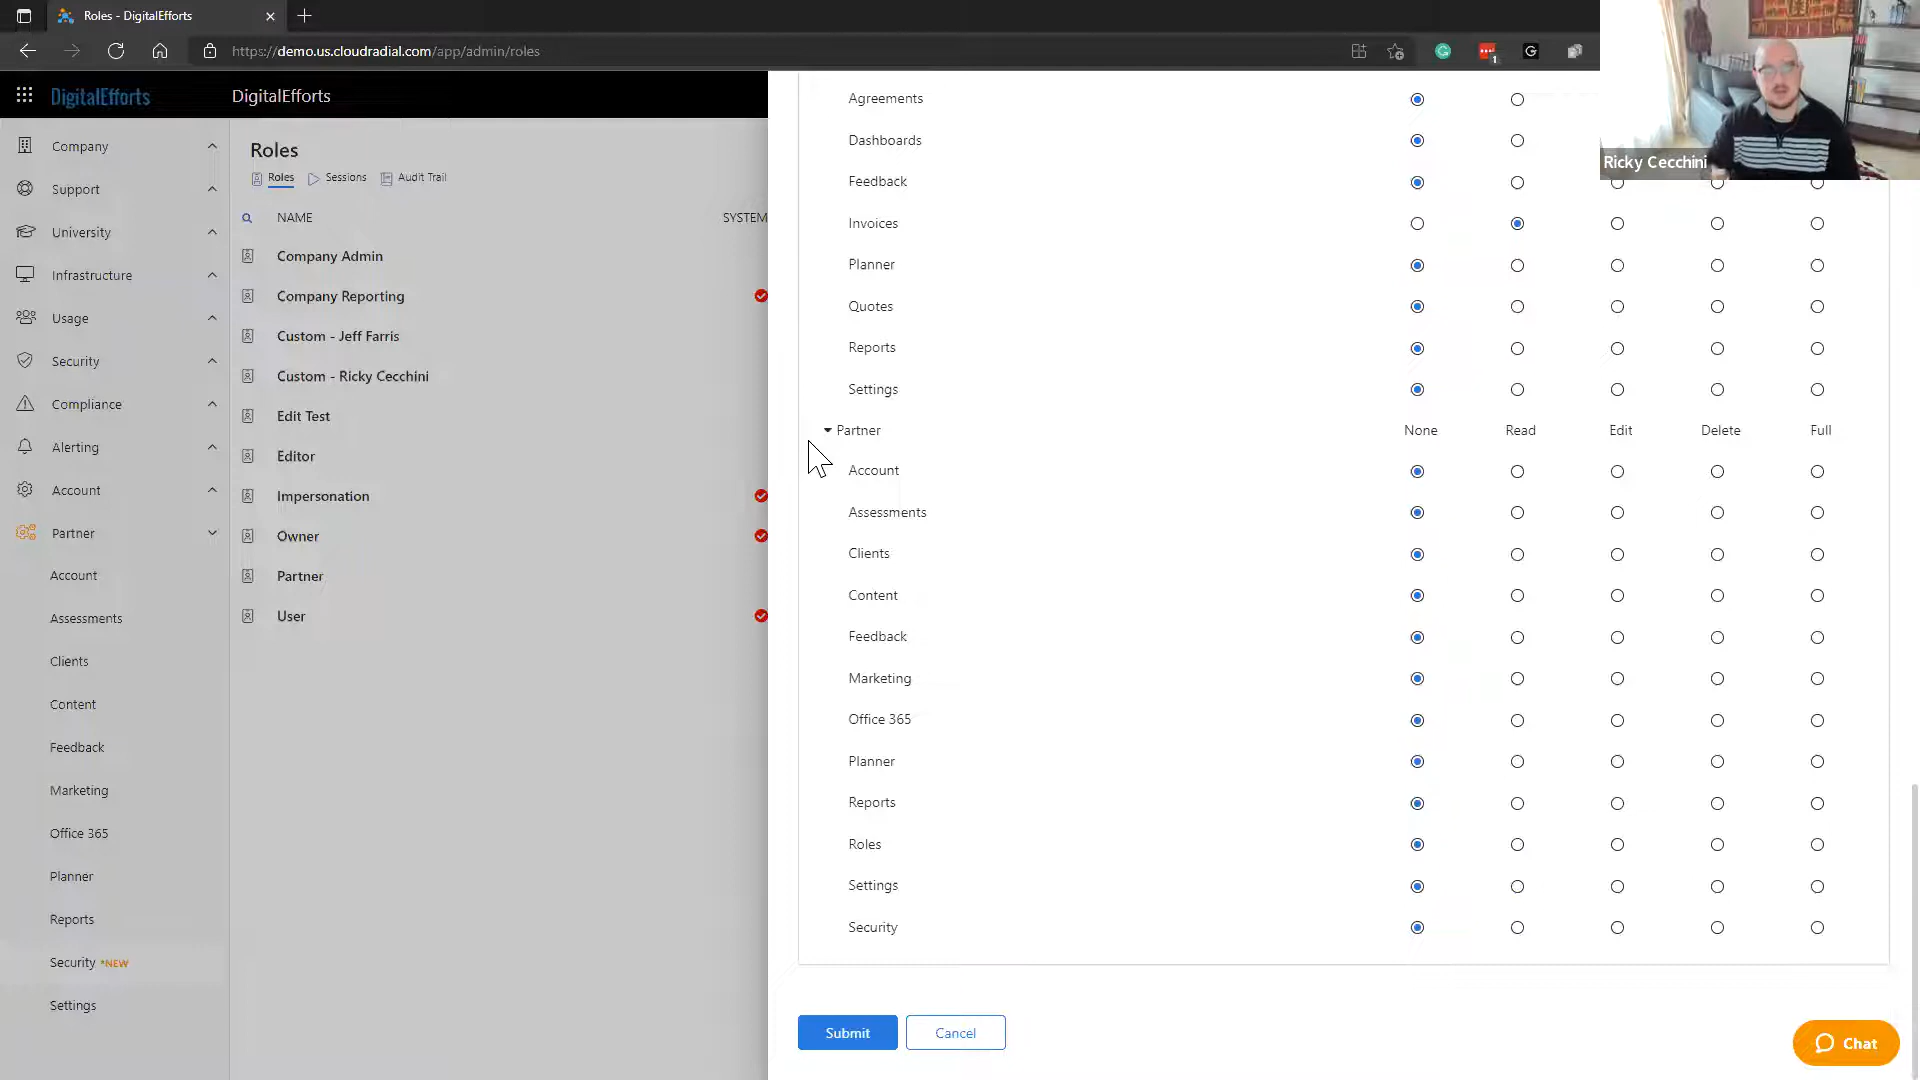 Roles - DigitalEfforts
https://demo.us.cloudradial.com/app/admin/roles
1
G
Ricky Cecchini
DigitalEfforts
DigitalEfforts
Company
Support
University
Infrastructure
Usage
Security
Compliance
Alerting
Account
Partner
Account
Assessments
Clients
Content
Feedback
Marketing
Office 365
Planner
Reports
Security *NEW
Settings
Roles
Roles Sessions Audit Trail
NAME SYSTEM
Company Admin
Company Reporting
Custom - Jeff Farris
Custom - Ricky Cecchini
Edit Test
Editor
Impersonation
Owner
Partner
User
Agreements
Dashboards
Feedback
Invoices
Planner
Quotes
Reports
Settings
Partner None Read Edit Delete Full
Account
Assessments
Clients
Content
Feedback
Marketing
Office 365
Planner
Reports
Roles
Settings
Security
Submit Cancel
Chat